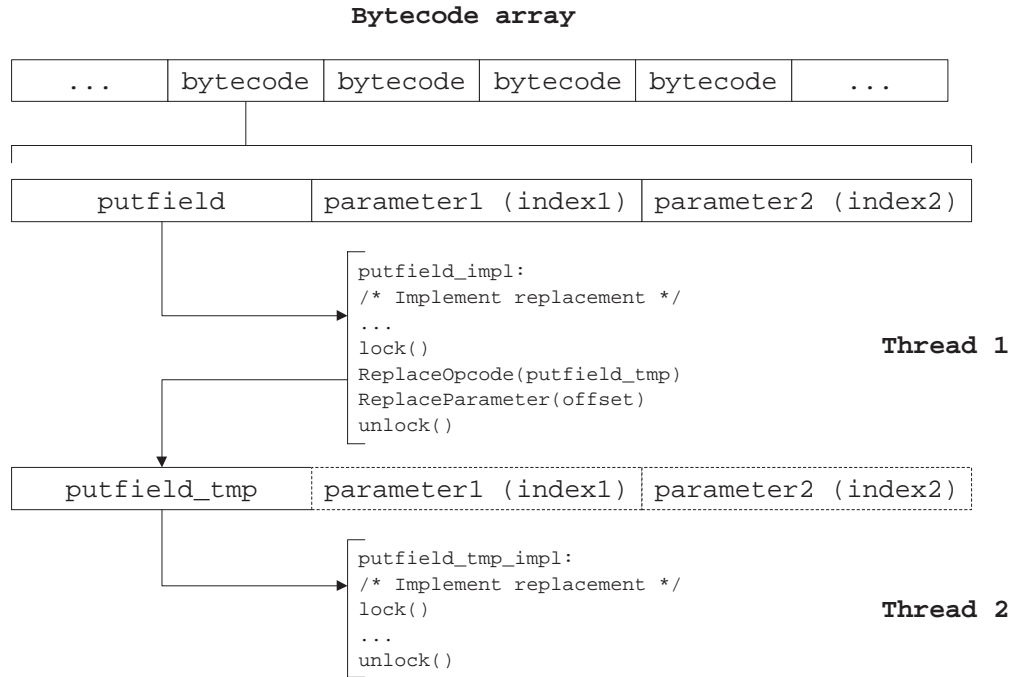 Bytecode array
... bytecode bytecode bytecode bytecode ...
putfield parameter1 (index1) parameter2 (index2)
putfield_impl:
/* Implement replacement */
...
lock()
Thread 1
ReplaceOpcode(putfield_tmp)
ReplaceParameter(offset)
unlock()
putfield_tmp parameter1 (index1) parameter2 (index2)
putfield_tmp_impl:
/* Implement replacement */
lock()
Thread 2
...
unlock()